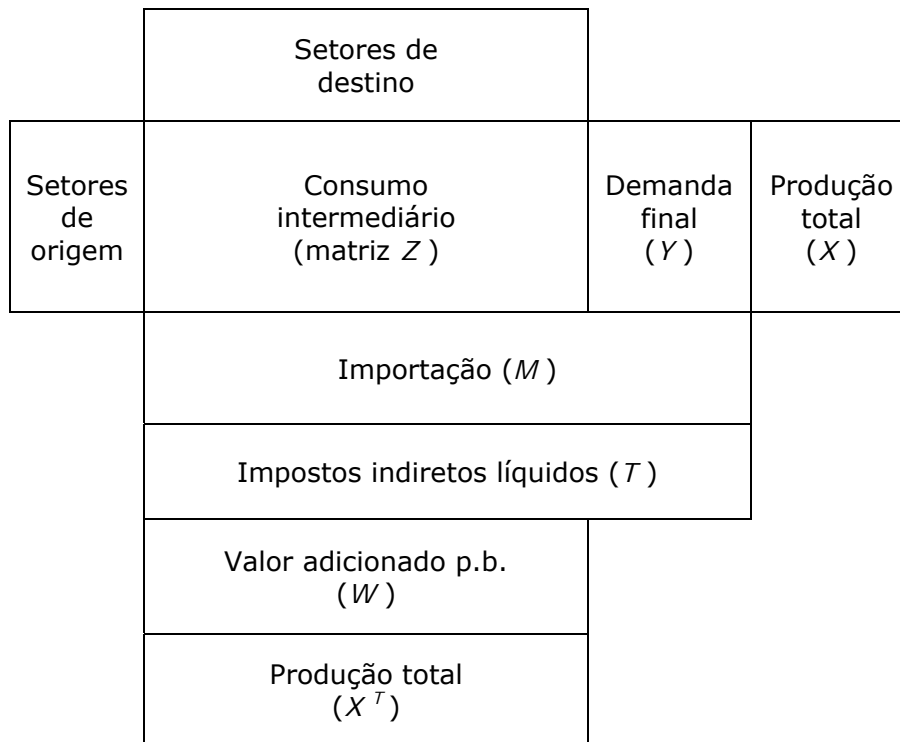 Setores de
destino
Setores
de
origem
Consumo
intermediário
(matriz Z )
Demanda
final
(Y )
Produção
total
(X )
Importação (M )
Impostos indiretos líquidos (T )
Valor adicionado p.b.
(W )
Produção total
(X T)